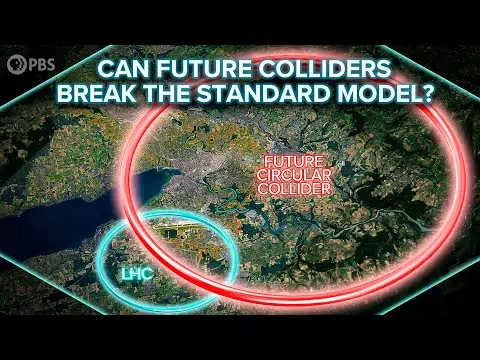 PBS
CAN FUTURE COLLIDERS
BREAK THE STANDARD MODEL?
FUTURE
CIRCULAR
COLLIDER
LHC